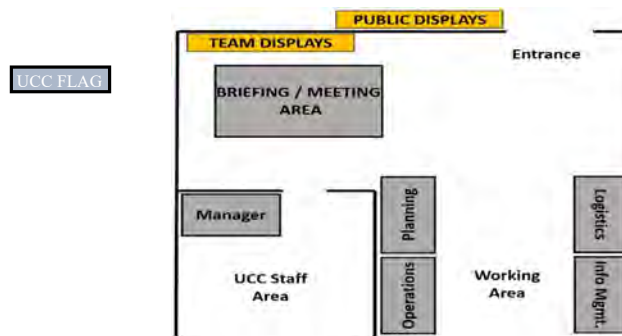 PUBLIC DISPLAYS
TEAM DISPLAYS
Entrance
UCC FLAG
BRIEFING / MEETING
AREA
Manager
Planning
Logistics
UCC Staff
Area
Operations
Working
Area
Info Mgmt.